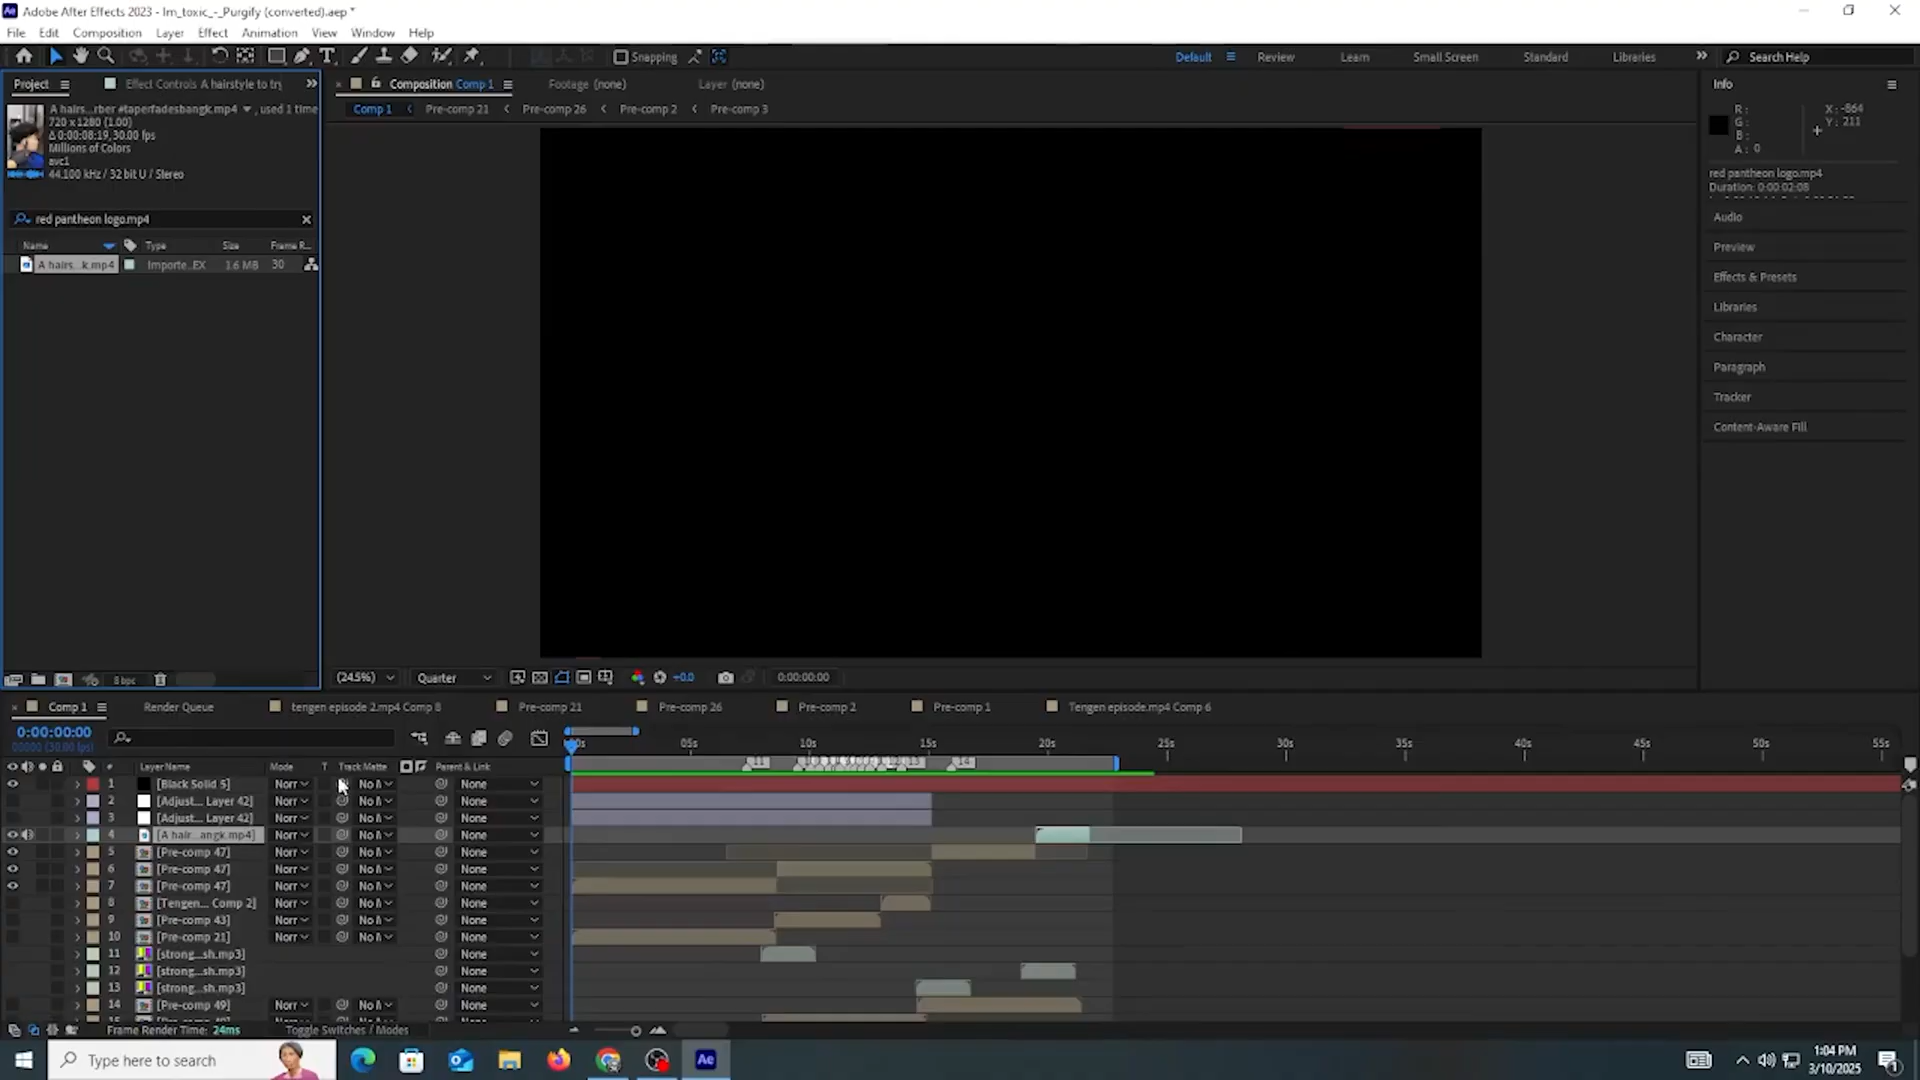 Adobe After Effects 2023 - Im_toxic_-_Purgify (converted).aep *
File Edit Composition Layer Effect Animation View Window Help
Snapping
Default Review Learn Small Screen Standard Libraries Search Help
Project Effect Controls A hairstyle to try
Composition Comp 1 Footage (none) Layer (none)
Info
A hairs...rber #taperfadesbangk.mp4 , used 1 time
720 x 1280 (1.00)
Δ 0:00:08:19, 30.00 fps
Millions of Colors
avc1
44.100 kHz / 32 bit U / Stereo
Comp 1 Pre-comp 21 Pre-comp 26 Pre-comp 2 Pre-comp 3
R :
G :
B :
A : 0
X : -864
Y : 211
red pantheon logo.mp4
Duration: 0:00:02:08
red pantheon logo.mp4
Name Type Size Frame R...
A hairs...k.mp4 Importe...EX 1.6 MB 30
Audio
Preview
Effects & Presets
Libraries
Character
Paragraph
Tracker
Content-Aware Fill
8 bpc
(24.5%) Quarter +0.0 0:00:00:00
Comp 1 Render Queue tengen episode 2.mp4 Comp 8 Pre-comp 21 Pre-comp 26 Pre-comp 2 Pre-comp 1 Tengen episode.mp4 Comp 6
0:00:00:00
00000 (30.00 fps)
05s 10s 15s 20s 25s 30s 35s 40s 45s 50s 55s
# Layer Name Mode T Track Matte Parent & Link
11 13 14
1 [Black Solid 5] Norr No M None
2 [Adjust... Layer 42] Norr No M None
3 [Adjust... Layer 42] Norr No M None
4 [A hair...angk.mp4] Norr No M None
5 [Pre-comp 47] Norr No M None
6 [Pre-comp 47] Norr No M None
7 [Pre-comp 47] Norr No M None
8 [Tengen... Comp 2] Norr No M None
9 [Pre-comp 43] Norr No M None
10 [Pre-comp 21] Norr No M None
11 [strong...sh.mp3] None
12 [strong...sh.mp3] None
13 [strong...sh.mp3] None
14 [Pre-comp 49] Norr No M None
Frame Render Time: 24ms Toggle Switches / Modes
Type here to search
Ae
1:04 PM
3/10/2025